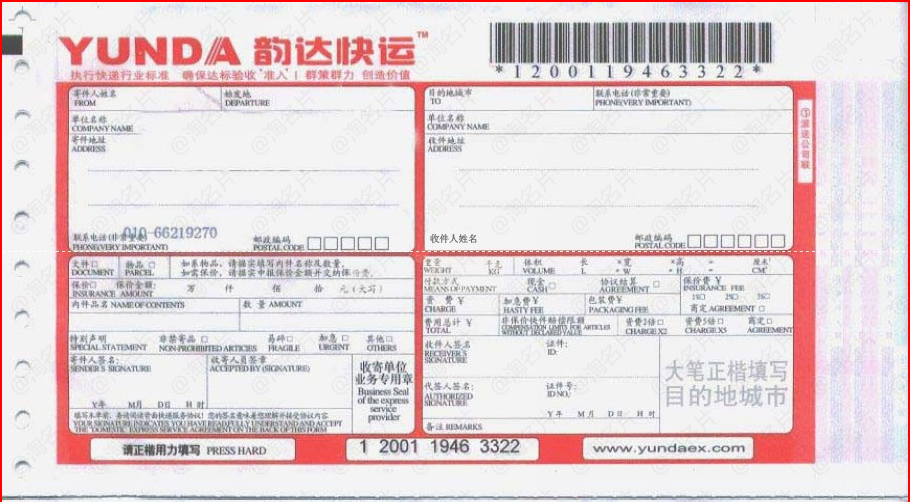 YUNDA 韵达快运™
执行快递行业标准 确保达标验收"准入" 群策群力 创造价值
*1200119463322*
寄件人姓名 FROM 始发地 DEPARTURE
单位名称 COMPANY NAME
寄件地址 ADDRESS
010-66219270
联系电话(非常重要) PHONE(VERY IMPORTANT) 邮政编码 POSTAL CODE
目的地城市 TO 联系电话(非常重要) PHONE(VERY IMPORTANT)
单位名称 COMPANY NAME
收件地址 ADDRESS
收件人姓名 邮政编码 POSTAL CODE
①派送公司联
文件□ DOCUMENT 物品□ PARCEL 如系物品,请据实填写内件名称及数量,
如需保价,请据实申报保价金额并交纳保价费。
保价□ 保价金额: 万 仟 佰 拾 元(大写)
INSURANCE AMOUNT
内件品名 NAME OF CONTENTS 数 量 AMOUNT
特别声明 SPECIAL STATEMENT 非禁寄品□ NON-PROHIBITED ARTICLES 易碎□ FRAGILE 加急□ URGENT 其他□ OTHERS
寄件人签名: SENDER'S SIGNATURE 收寄人员签章 ACCEPTED BY (SIGNATURE)
收寄单位
业务专用章
Business Seal
of the express
service
provider
Y年 M月 D日 H时
填写本单前,务请阅读背面快递服务协议!您的签名意味着您理解并接受协议内容
YOUR SIGNATURE INDICATES YOU HAVE READ,FULLY UNDERSTAND AND ACCEPT
THE "DOMESTIC EXPRESS SERVICE AGREEMENT ON THE BACK OF THIS FORM
重量 WEIGHT 千克 KG 体积 VOLUME 长 L ×宽 ×W ×高 ×H = 厘米³ CM³
付款方式 MEANS OF PAYMENT 现金 CASH□ 协议结算 AGREEMENT□ 保价费¥ INSURANCE FEE
1%□ 2%□ 3%□
资 费¥ CHARGE 加急费¥ HASTY FEE 包装费¥ PACKAGING FEE 商定 AGREEMENT□
费用总计¥ TOTAL 非保价快件赔偿限额 资费2倍□ CHARGE X2 资费5倍□ CHARGE X5 商定□ AGREEMENT
COMPENSATION LIMITS FOR ARTICLES
WITHOUT DECLARED VALUE
收件人签名 RECEIVER'S SIGNATURE 证件: ID:
代签人签名: AUTHORIZED SIGNATURE 证件号: ID NO.:
Y年 M月 D日 H时
大笔正楷填写
目的地城市
备注 REMARKS
请正楷用力填写 PRESS HARD
1 2001 1946 3322
www.yundaex.com